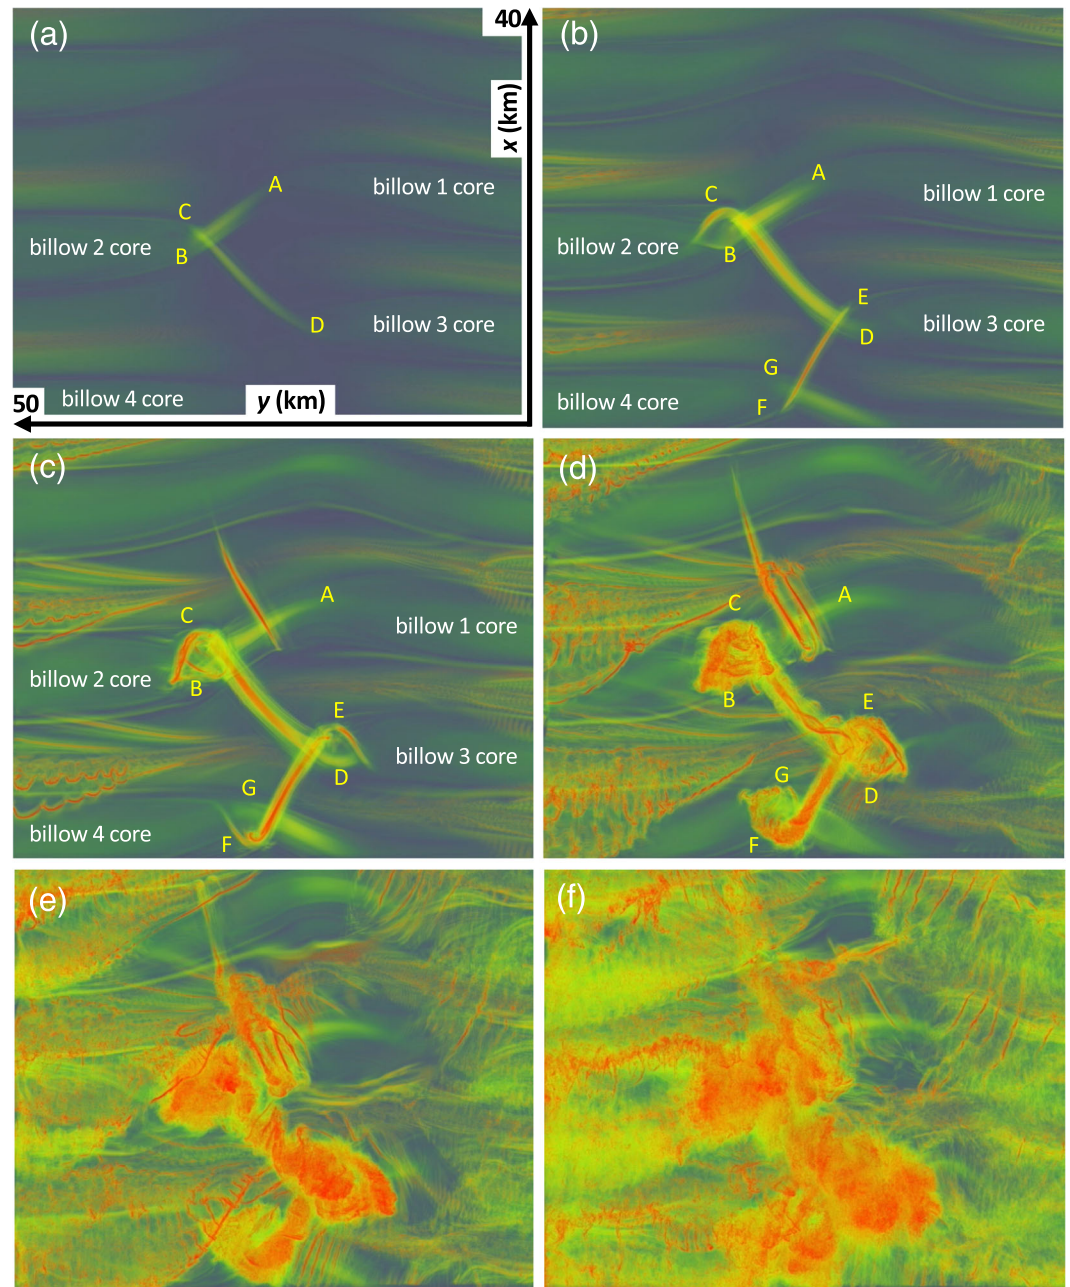 (a)
40
x (km)
A
billow 1 core
C
billow 2 core
B
D
billow 3 core
50
billow 4 core
y (km)
(b)
A
C
billow 1 core
billow 2 core
B
E
billow 3 core
D
G
billow 4 core
F
(c)
A
C
billow 1 core
billow 2 core
B
E
billow 3 core
D
G
billow 4 core
F
(d)
A
C
B
E
G
D
F
(e)
(f)